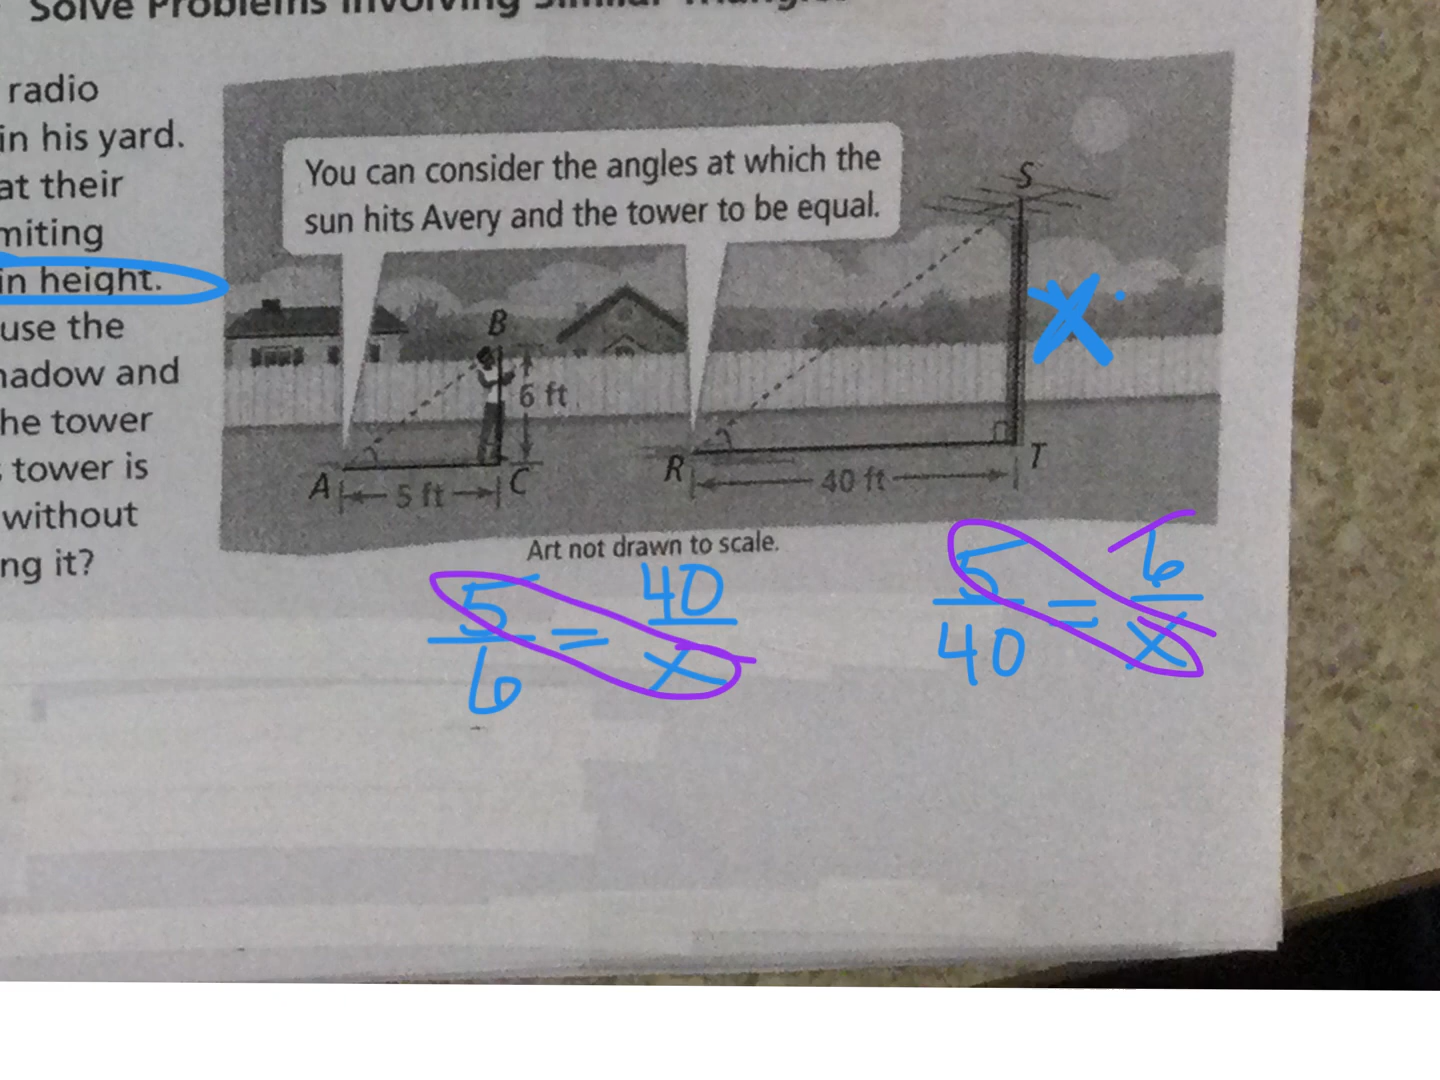 Solve Problems Involving Similar Triangles
radio
in his yard.
at their
miting
in height.
use the
hadow and
he tower
tower is
without
ng it?
You can consider the angles at which the
sun hits Avery and the tower to be equal.
S
B
6 ft
X
A
5 ft
C
R
40 ft
T
Art not drawn to scale.
5/6 = 40/x
5/40 = 6/x